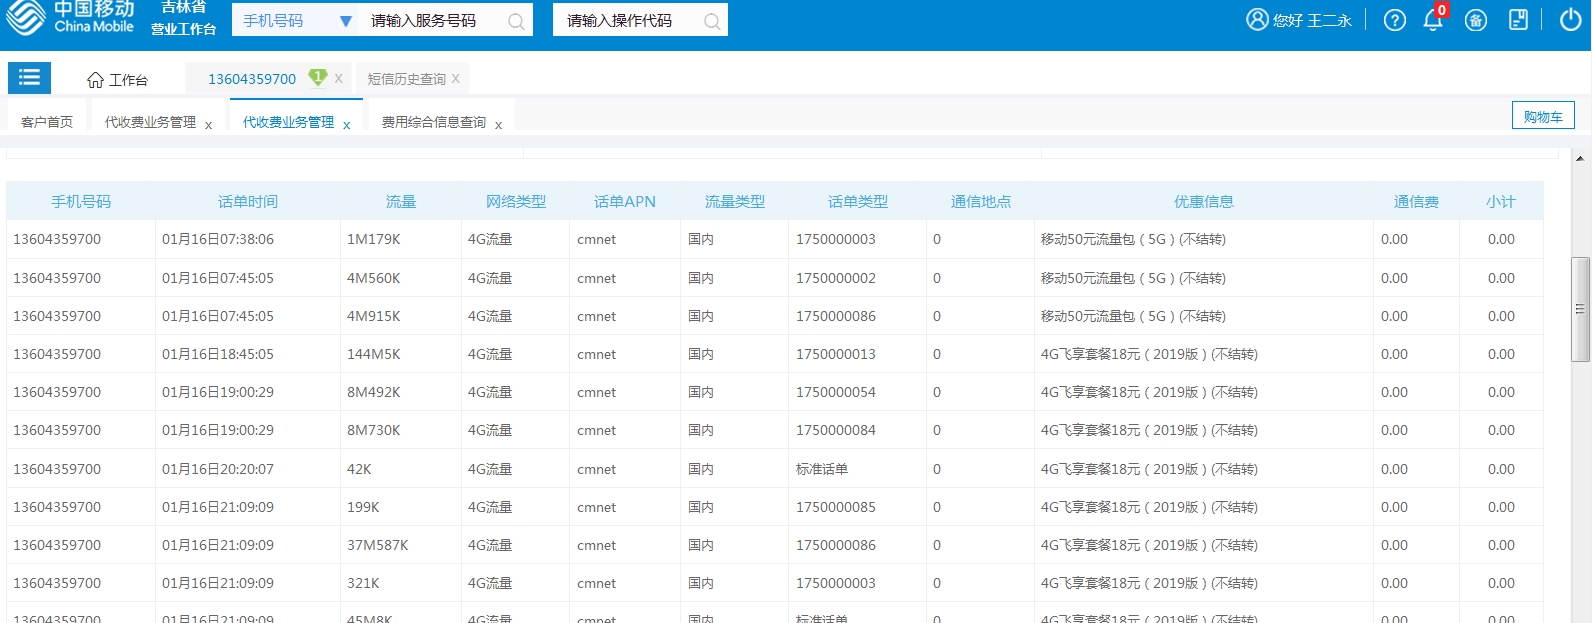 中国移动 吉林省
China Mobile 营业工作台 手机号码 请输入服务号码 请输入操作代码 您好 王二永 ? 0 备
工作台 13604359700 1 x 短信历史查询 x
客户首页 代收费业务管理 x 代收费业务管理 x 费用综合信息查询 x 购物车
手机号码 话单时间 流量 网络类型 话单APN 流量类型 话单类型 通信地点 优惠信息 通信费 小计
13604359700 01月16日07:38:06 1M179K 4G流量 cmnet 国内 1750000003 0 移动50元流量包（5G）(不结转) 0.00 0.00
13604359700 01月16日07:45:05 4M560K 4G流量 cmnet 国内 1750000002 0 移动50元流量包（5G）(不结转) 0.00 0.00
13604359700 01月16日07:45:05 4M915K 4G流量 cmnet 国内 1750000086 0 移动50元流量包（5G）(不结转) 0.00 0.00
13604359700 01月16日18:45:05 144M5K 4G流量 cmnet 国内 1750000013 0 4G飞享套餐18元（2019版）(不结转) 0.00 0.00
13604359700 01月16日19:00:29 8M492K 4G流量 cmnet 国内 1750000054 0 4G飞享套餐18元（2019版）(不结转) 0.00 0.00
13604359700 01月16日19:00:29 8M730K 4G流量 cmnet 国内 1750000084 0 4G飞享套餐18元（2019版）(不结转) 0.00 0.00
13604359700 01月16日20:20:07 42K 4G流量 cmnet 国内 标准话单 0 4G飞享套餐18元（2019版）(不结转) 0.00 0.00
13604359700 01月16日21:09:09 199K 4G流量 cmnet 国内 1750000085 0 4G飞享套餐18元（2019版）(不结转) 0.00 0.00
13604359700 01月16日21:09:09 37M587K 4G流量 cmnet 国内 1750000086 0 4G飞享套餐18元（2019版）(不结转) 0.00 0.00
13604359700 01月16日21:09:09 321K 4G流量 cmnet 国内 1750000003 0 4G飞享套餐18元（2019版）(不结转) 0.00 0.00
13604359700 01月16日21:09:09 45M8K 4G流量 cmnet 国内 标准话单 0 4G飞享套餐18元（2019版）(不结转) 0.00 0.00